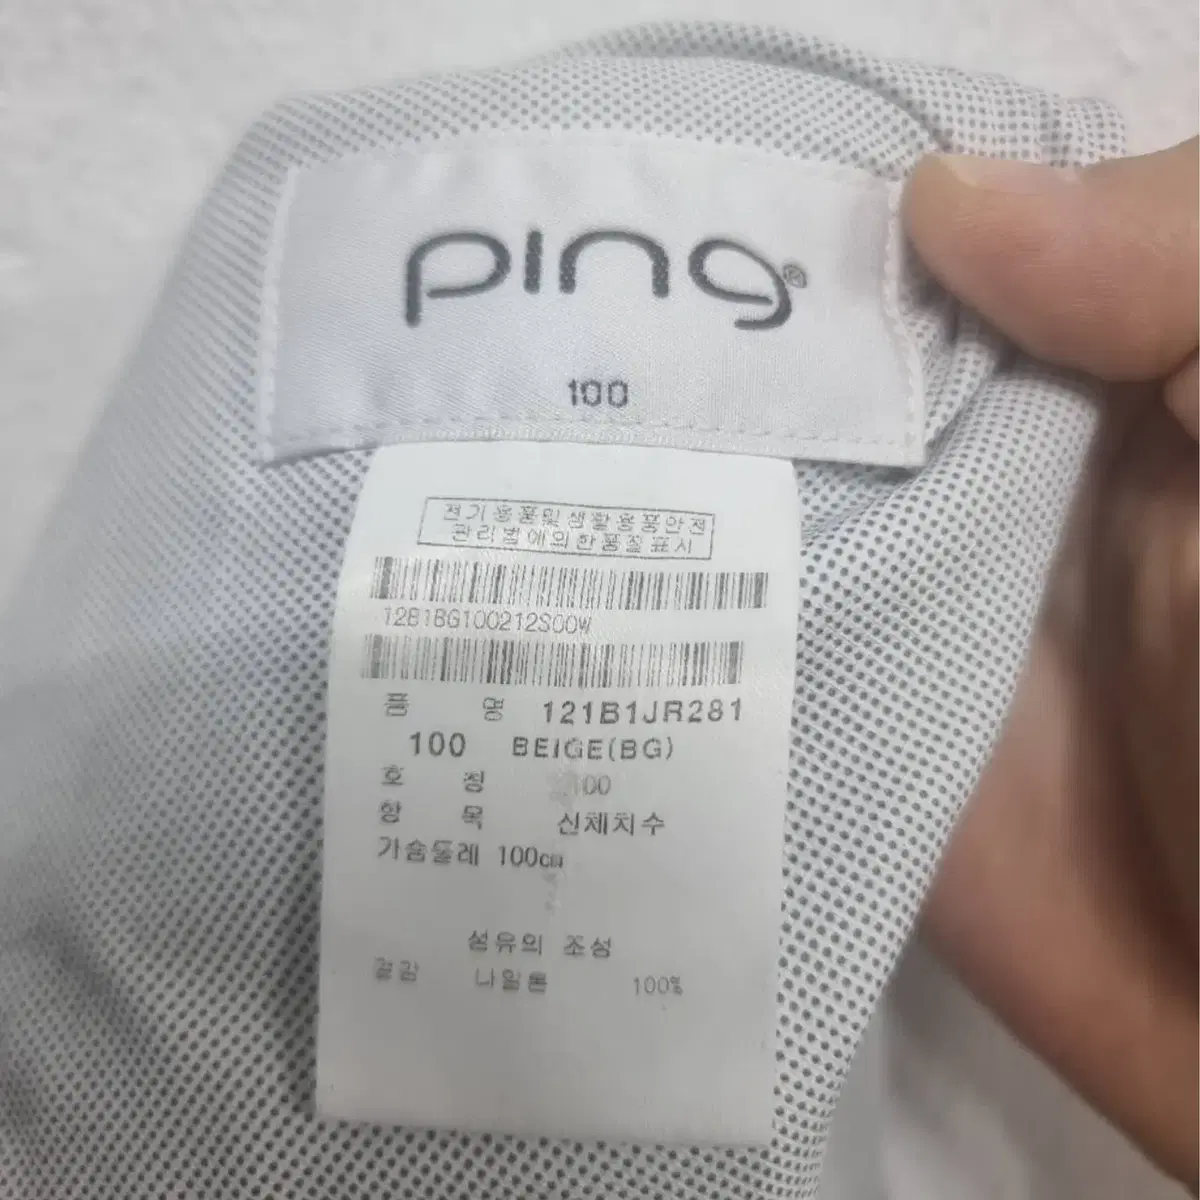 ping®
100
전기용품및생활용품안전
관리법에의한품질표시
12B1BG100212S00W
품 명 121B1JR281
100 BEIGE(BG)
호 칭 100
항 목 신체치수
가슴둘레 100cm
섬유의 조성
겉감 나일론 100%